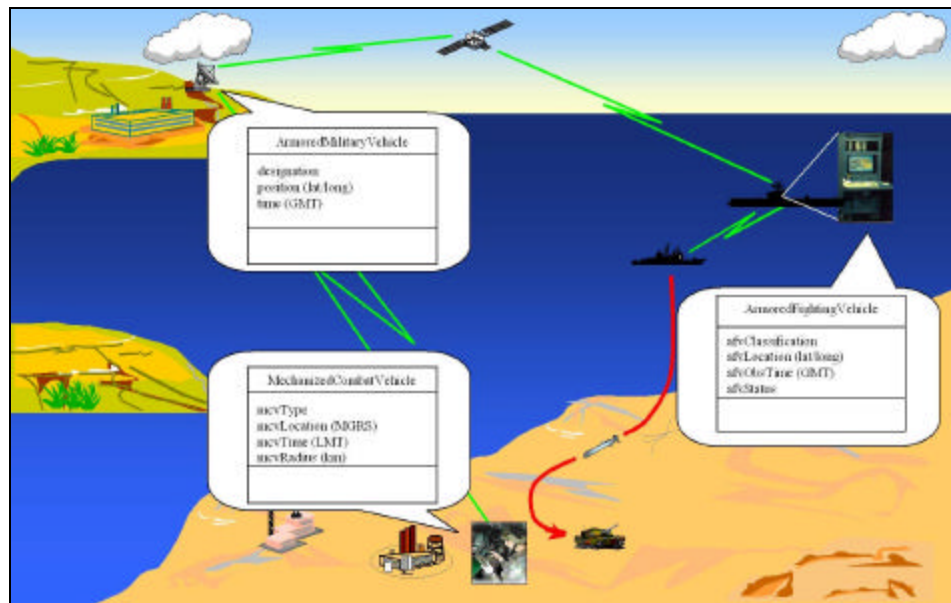 ArmoredMilitaryVehicle
designation
position (lat/long)
time (GMT)
ArmoredFightingVehicle
afvClassification
afvLocation (lat/long)
afvObsTime (GMT)
afvStatus
MechanizedCombatVehicle
mcvType
mcvLocation (MGRS)
mcvTime (LMT)
mcvRadius (km)